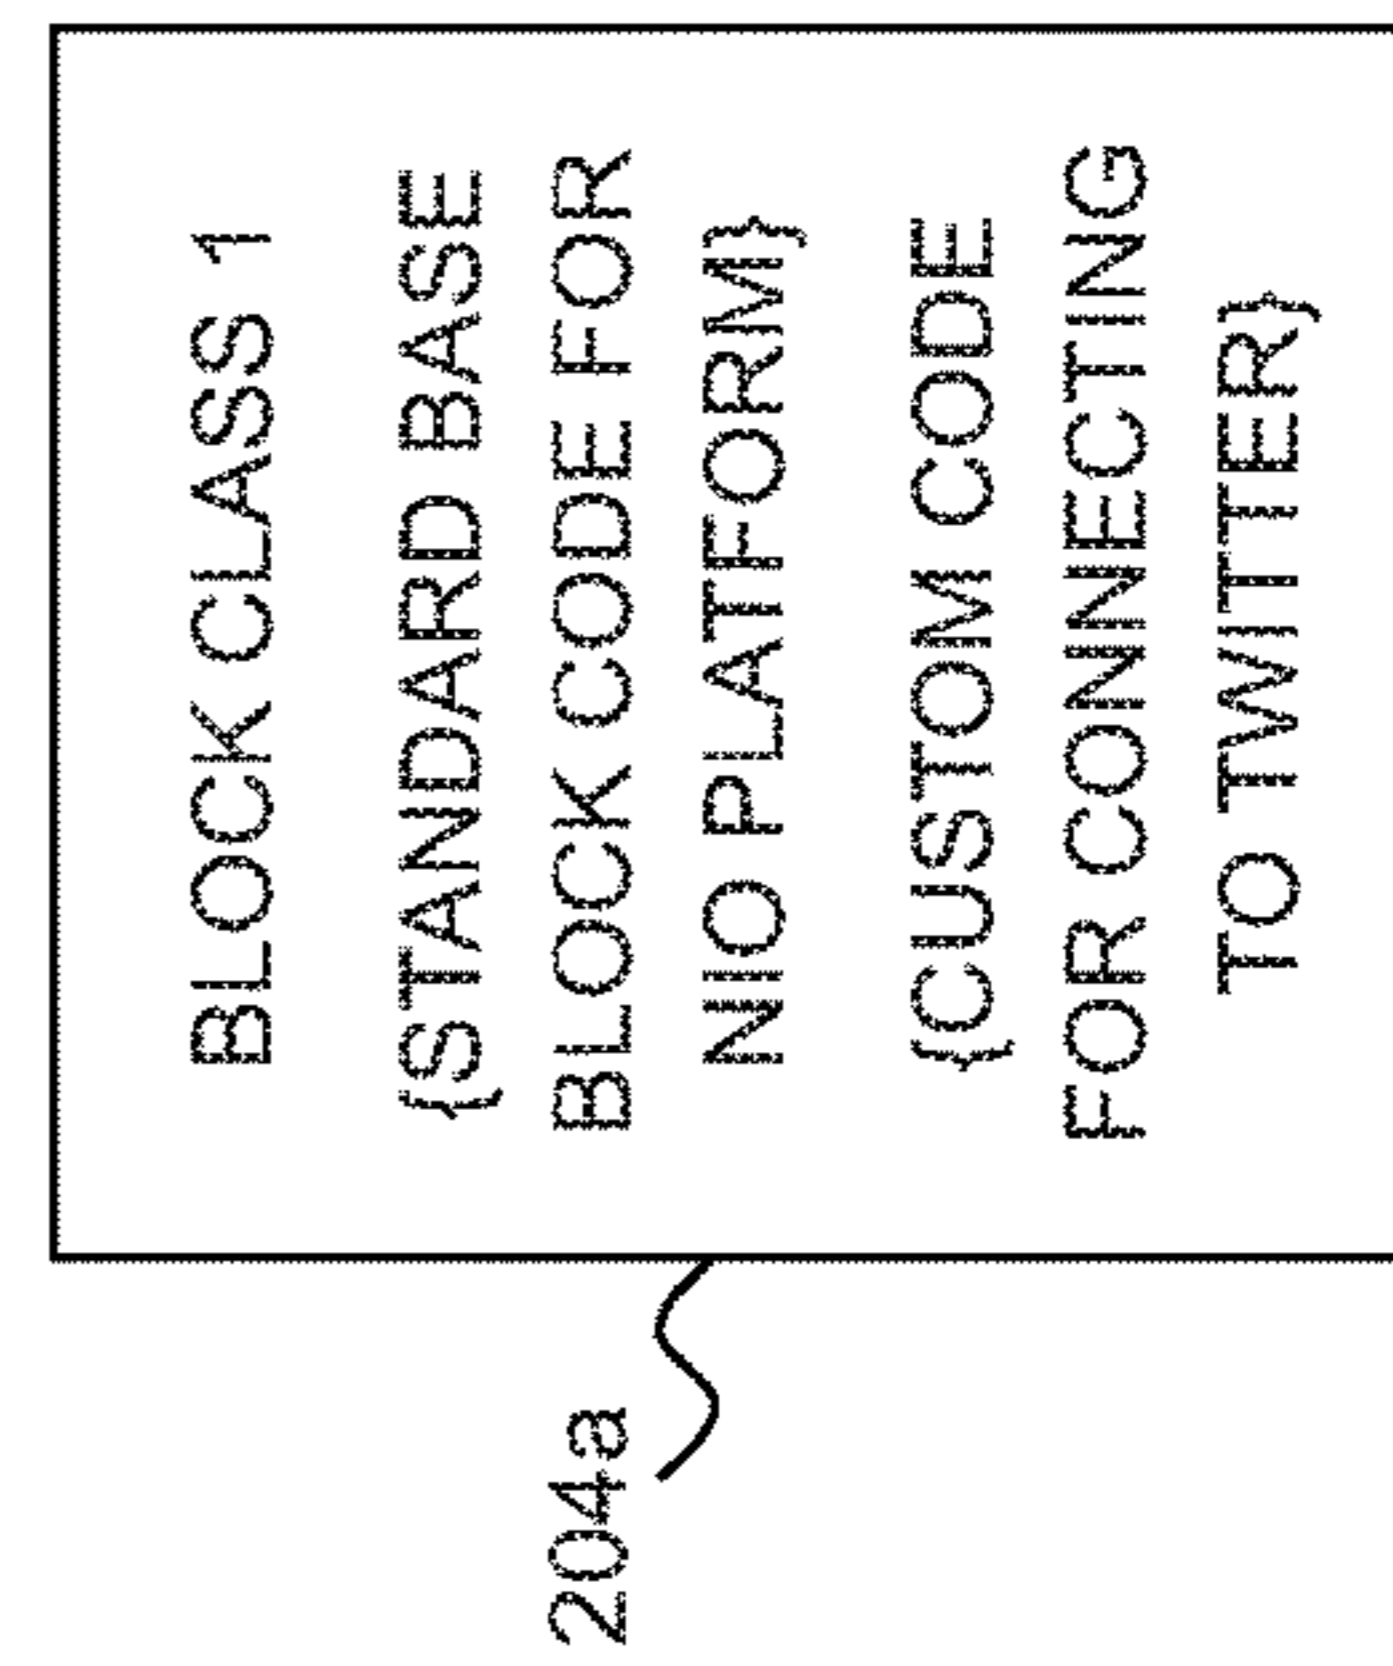 BLOCK CLASS 1
{STANDARD BASE
BLOCK CODE FOR
NIO PLATFORM}
{CUSTOM CODE
FOR CONNECTING
TO TWITTER}
204a